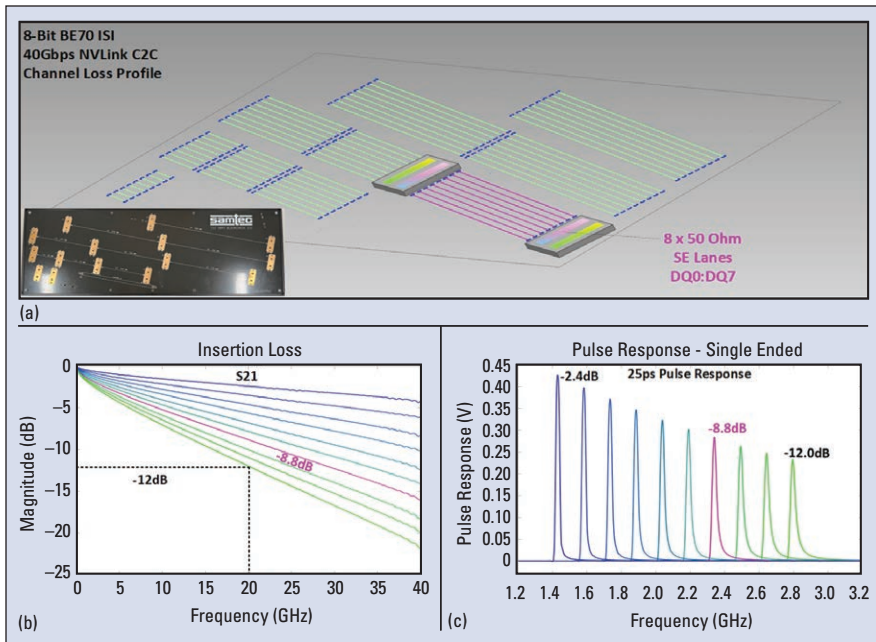 8-Bit BE70 ISI
40Gbps NVLink C2C
Channel Loss Profile
samtec
8 x 50 Ohm
SE Lanes
DQ0:DQ7
(a)
Insertion Loss
0
−5
−10
−15
−20
−25
Magnitude (dB)
S21
-8.8dB
-12dB
0 5 10 15 20 25 30 35 40
Frequency (GHz)
(b)
Pulse Response - Single Ended
0.45
0.40
0.35
0.30
0.25
0.20
0.15
0.10
0.05
0
Pulse Response (V)
25ps Pulse Response
-2.4dB
-8.8dB
-12.0dB
1.2 1.4 1.6 1.8 2.0 2.2 2.4 2.6 2.8 3.0 3.2
Frequency (GHz)
(c)